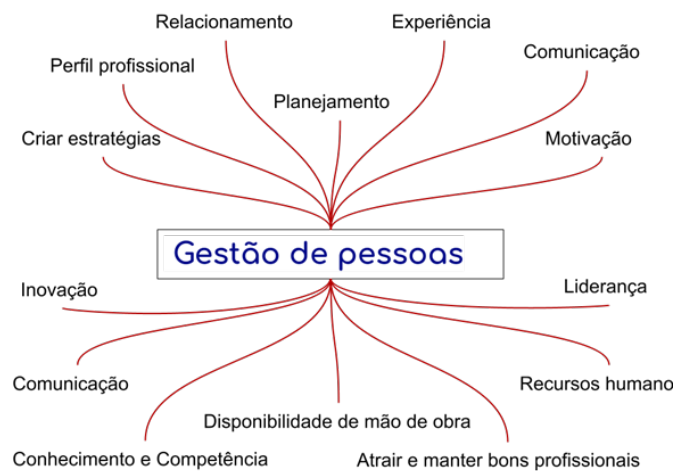 Relacionamento
Experiência
Comunicação
Perfil profissional
Planejamento
Criar estratégias
Motivação
Gestão de pessoas
Inovação
Liderança
Comunicação
Recursos humano
Disponibilidade de mão de obra
Conhecimento e Competência
Atrair e manter bons profissionais